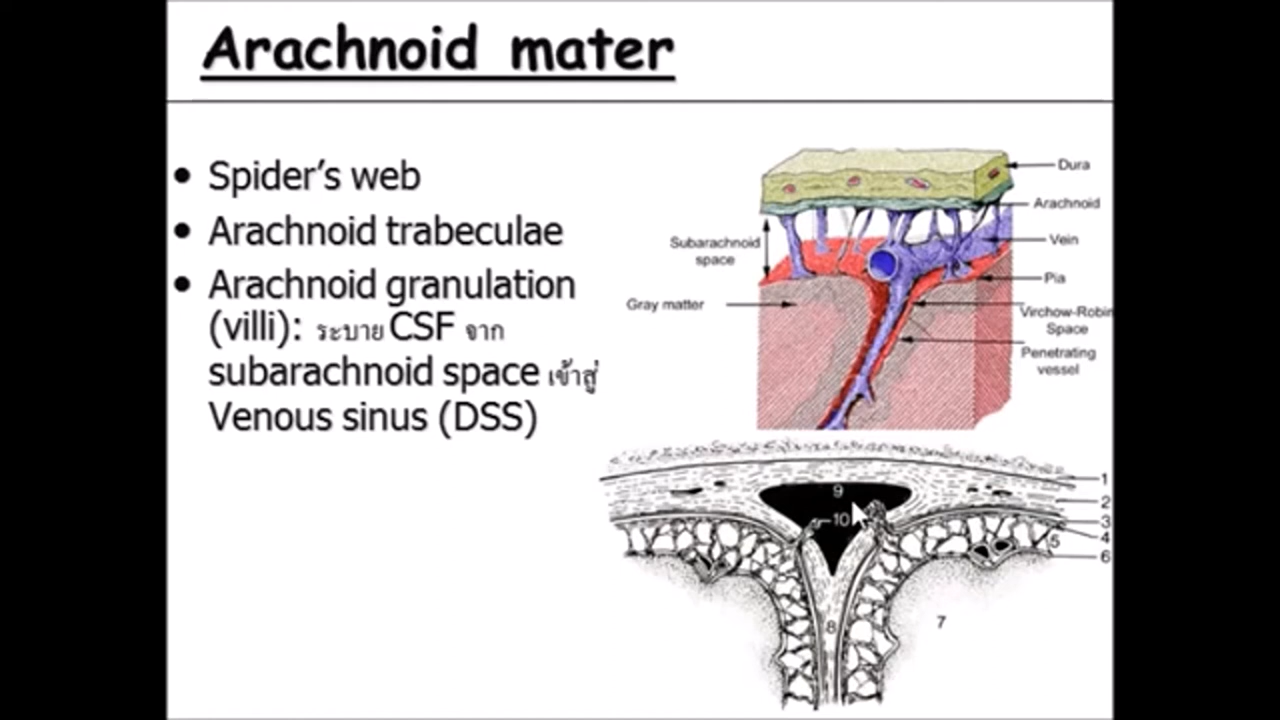 Arachnoid mater
• Spider's web
• Arachnoid trabeculae
• Arachnoid granulation
(villi): ระบาย CSF จาก
subarachnoid space เข้าสู่
Venous sinus (DSS)
Dura
Arachnoid
Subarachnoid
space
Vein
Pia
Gray matter
Virchow-Robin
Space
Penetrating
vessel
1
9
2
10
3
4
5
6
7
8